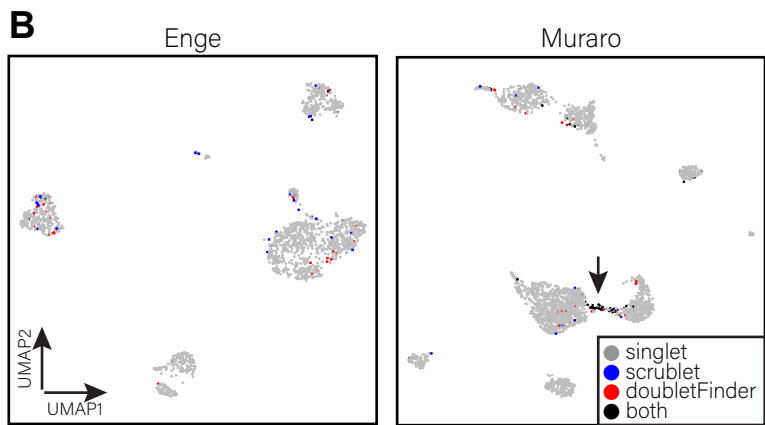 B
Enge
Muraro
UMAP2
UMAP1
singlet
scrublet
doubletFinder
both